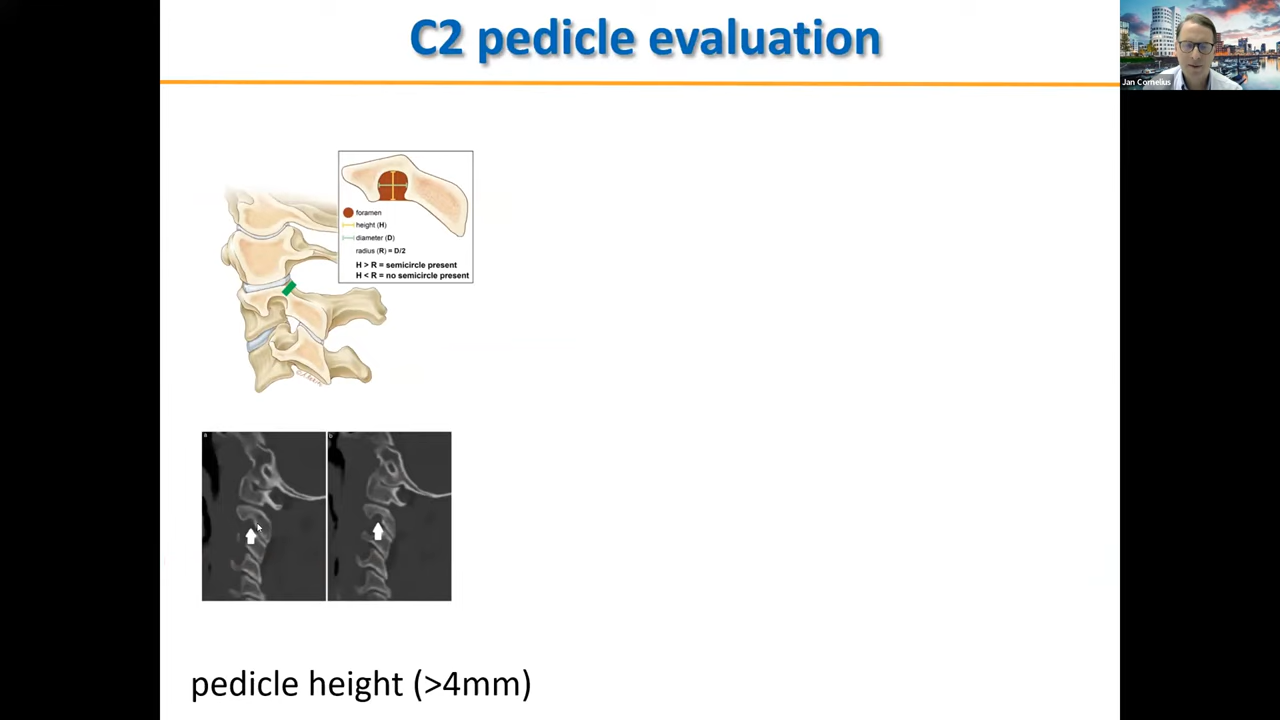 C2 pedicle evaluation
Jan Cornelius
foramen
height (H)
diameter (D)
radius (R) = D/2
H > R = semicircle present
H < R = no semicircle present
a
b
pedicle height (>4mm)